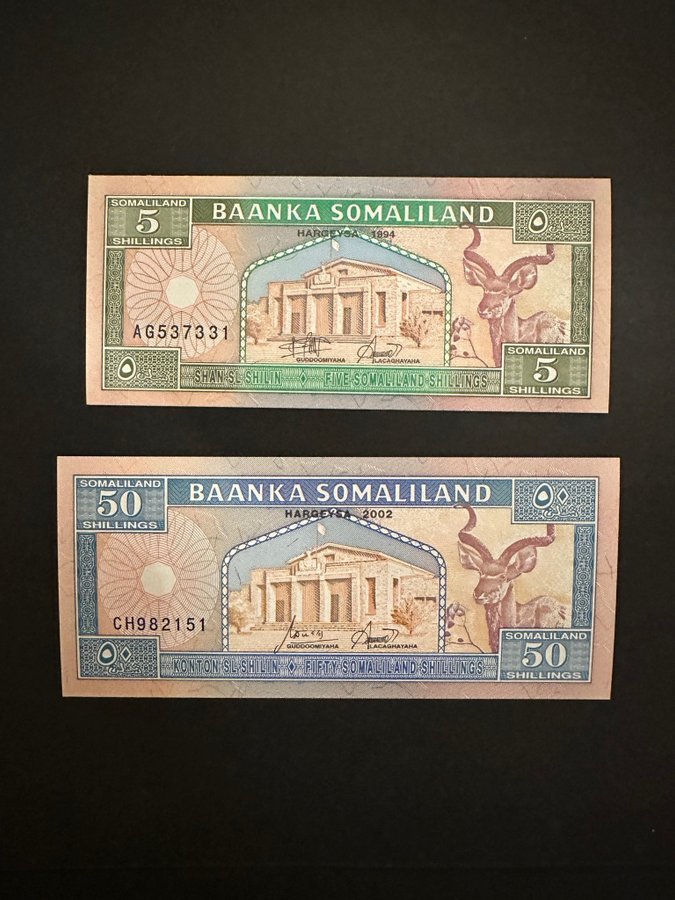 SOMALILAND
5
SHILLINGS
BAANKA SOMALILAND
٥
HARGEYSA 1994
AG537331
GUDDOOMIYAHA
LACAGHAYAHA
٥
SHAN SL SHILIN ◇ FIVE SOMALILAND SHILLINGS
SOMALILAND
5
SHILLINGS
SOMALILAND
50
SHILLINGS
BAANKA SOMALILAND
٥٠
HARGEYSA 2002
CH982151
GUDDOOMIYAHA
LACAGHAYAHA
٥٠
KONTON SL SHILIN ◇ FIFTY SOMALILAND SHILLINGS
SOMALILAND
50
SHILLINGS